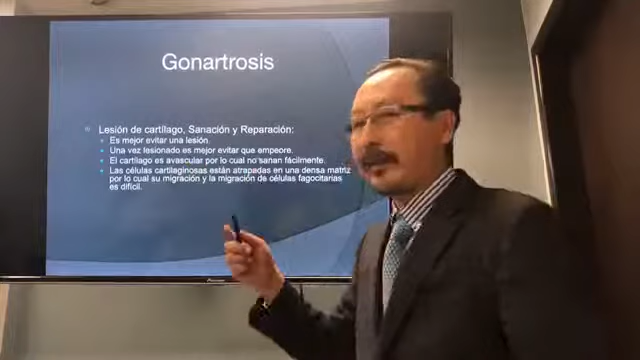 Gonartrosis
Lesión de cartílago, Sanación y Reparación:
Es mejor evitar una lesión.
Una vez lesionado es mejor evitar que empeore.
El cartílago es avascular por lo cual no sanan fácilmente.
Las células cartilaginosas están atrapadas en una densa matriz
por lo cual su migración y la migración de células fagocitarias
es difícil.